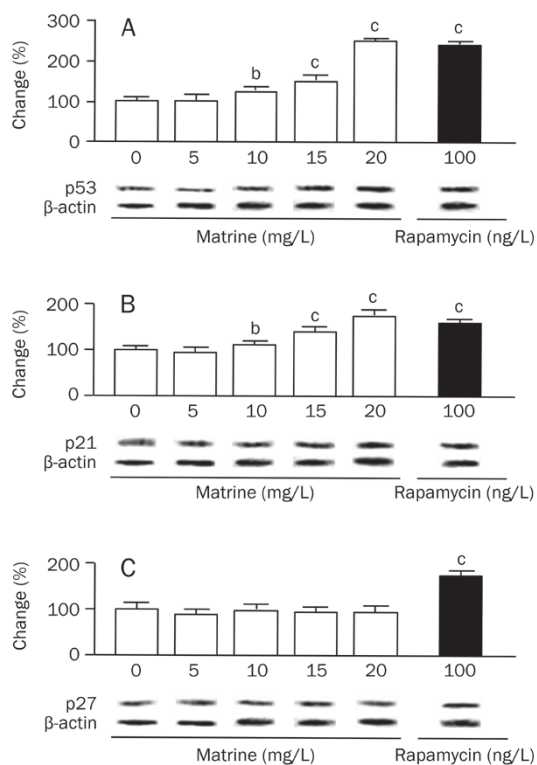 A
Change (%)
300
200
100
0
b
c
c
c
0 5 10 15 20 100
p53
β-actin
Matrine (mg/L) Rapamycin (ng/L)
B
Change (%)
200
100
0
b
c
c
c
0 5 10 15 20 100
p21
β-actin
Matrine (mg/L) Rapamycin (ng/L)
C
Change (%)
200
100
0
c
0 5 10 15 20 100
p27
β-actin
Matrine (mg/L) Rapamycin (ng/L)